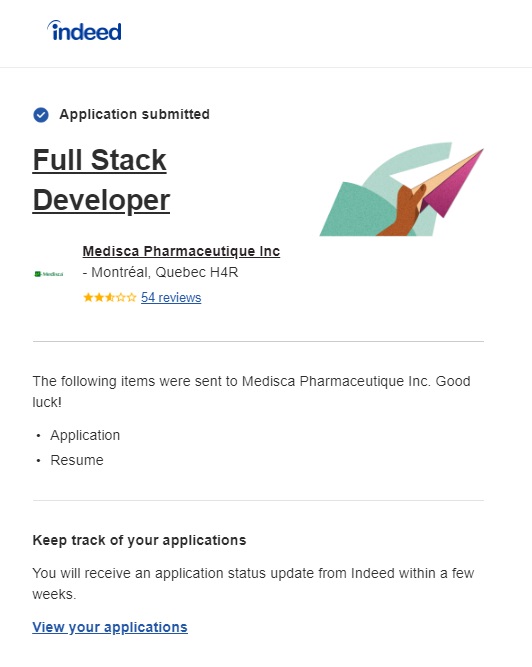 indeed
Application submitted
Full Stack
Developer
Medisca Pharmaceutique Inc
- Montréal, Quebec H4R
54 reviews
Medisca
The following items were sent to Medisca Pharmaceutique Inc. Good
luck!
• Application
• Resume
Keep track of your applications
You will receive an application status update from Indeed within a few
weeks.
View your applications